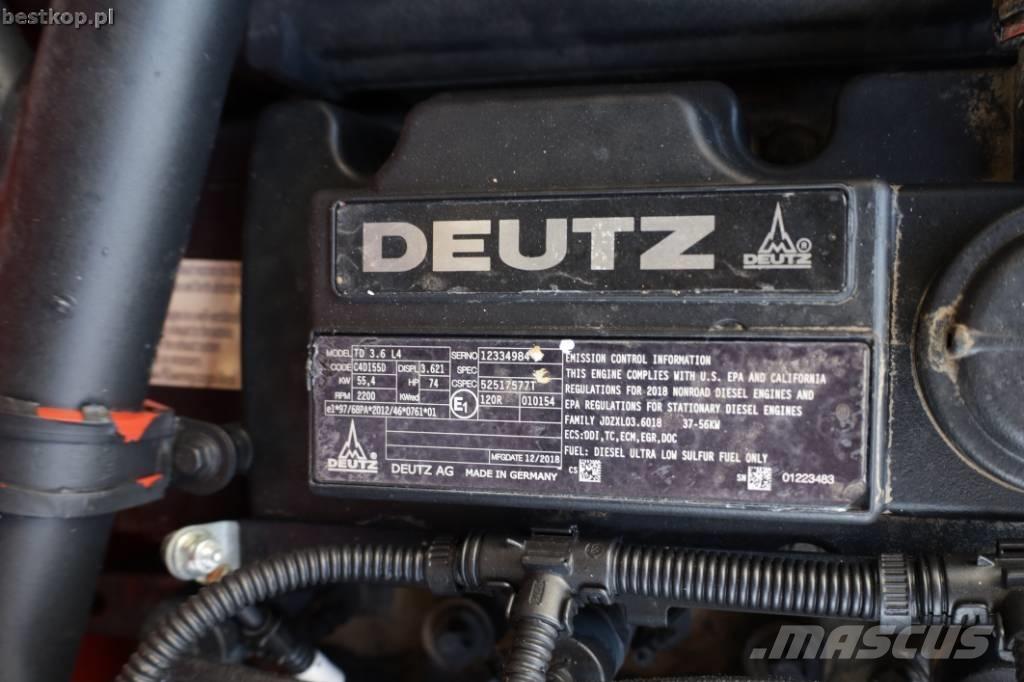 bestkop.pl
DEUTZ
DEUTZ ®
MODEL TD 3.6 L4 SERNO 12334984
CODE C4DI55D DISPL 3.621 SPEC
KW 55,4 HP 74 CSPEC 52517577T
RPM 2200 KWred E1 120R 010154
e1*97/68PA*2012/46*0761*01
MFGDATE 12/2018
DEUTZ
DEUTZ AG MADE IN GERMANY
EMISSION CONTROL INFORMATION
THIS ENGINE COMPLIES WITH U.S. EPA AND CALIFORNIA
REGULATIONS FOR 2018 NONROAD DIESEL ENGINES AND
EPA REGULATIONS FOR STATIONARY DIESEL ENGINES
FAMILY JDZXL03.6018 37-56KW
ECS:DDI,TC,ECM,EGR,DOC
FUEL: DIESEL ULTRA LOW SULFUR FUEL ONLY
CS SN 01223483
MASCUS